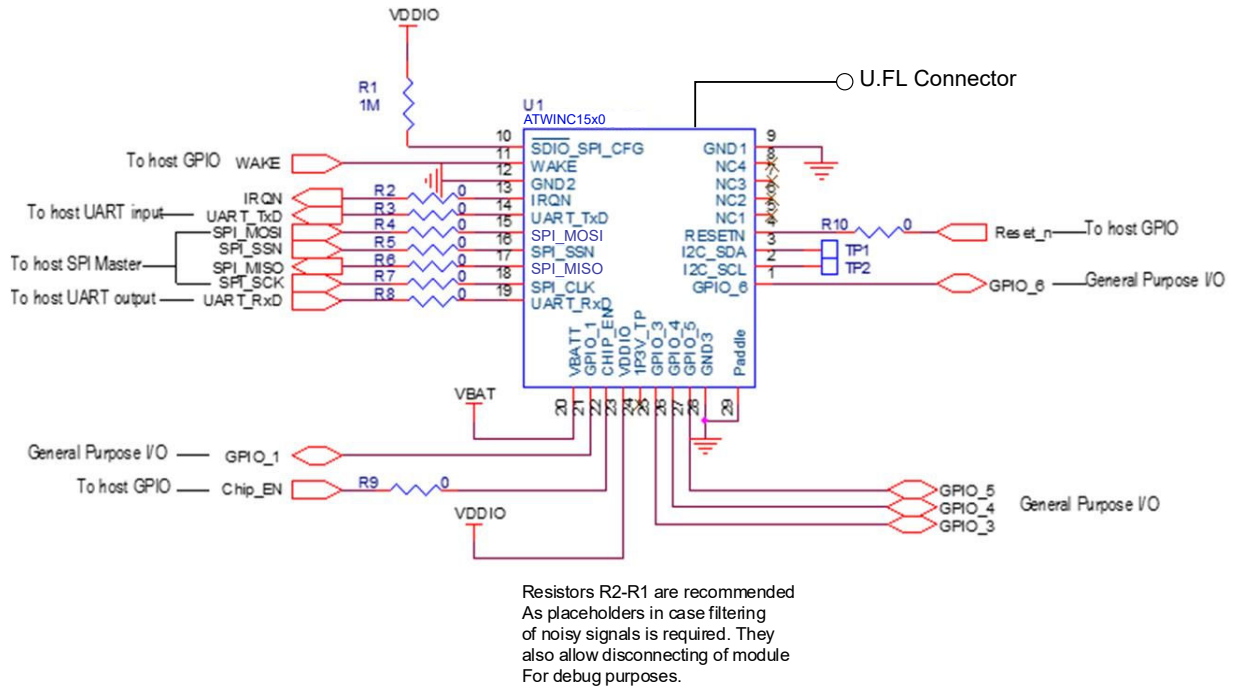 VDDIO
U.FL Connector
R1
1M
U1
ATWINC15x0
10
SDIO_SPI_CFG
GND1
9
To host GPIO
WAKE
11
WAKE
NC4
8
12
GND2
NC3
7
IRQN
R2
0
13
IRQN
NC2
6
To host UART input
UART_TxD
R3
0
14
UART_TxD
NC1
5
SPI_MOSI
R4
0
15
SPI_MOSI
RESETN
4
R10
0
Reset_n
To host GPIO
SPI_SSN
R5
0
16
SPI_SSN
I2C_SDA
3
TP1
To host SPI Master
SPI_MISO
R6
0
17
SPI_MISO
I2C_SCL
2
TP2
SPI_SCK
R7
0
18
SPI_CLK
GPIO_6
1
GPIO_6
General Purpose I/O
To host UART output
UART_RxD
R8
0
19
UART_RxD
VBATT
GPIO_1
CHIP_EN
VDDIO
1P3V_TP
GPIO_3
GPIO_4
GPIO_5
GND3
Paddle
20
21
22
23
24
25
26
27
28
29
VBAT
General Purpose I/O
GPIO_1
To host GPIO
Chip_EN
R9
0
VDDIO
GPIO_5
GPIO_4
General Purpose I/O
GPIO_3
Resistors R2-R1 are recommended
As placeholders in case filtering
of noisy signals is required. They
also allow disconnecting of module
For debug purposes.